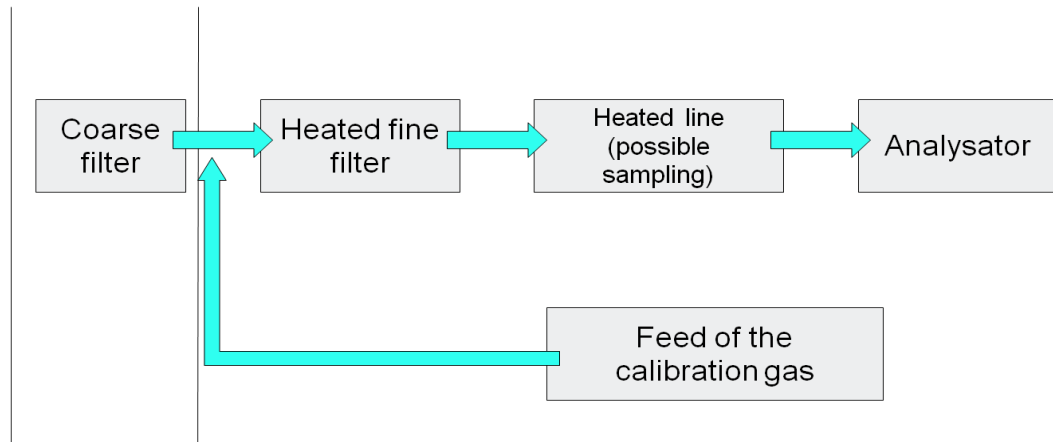 Coarse
filter
Heated fine
filter
Heated line
(possible
sampling)
Analysator
Feed of the
calibration gas